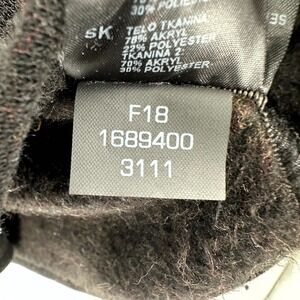 SK TELO TKANINA
78% AKRYL
22% POLYESTER
TKANINA 2:
70% AKRYL
30% POLYESTER
F18
1689400
3111